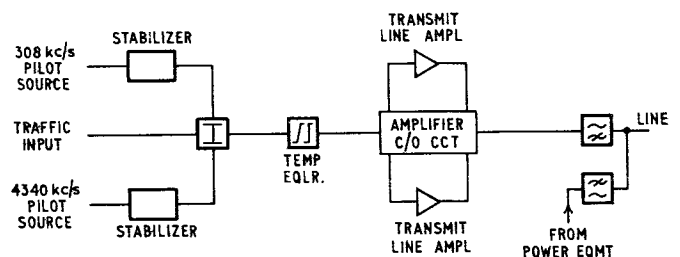 308 kc/s
PILOT
SOURCE
STABILIZER
TRAFFIC
INPUT
4340 kc/s
PILOT
SOURCE
STABILIZER
TEMP
EQLR.
TRANSMIT
LINE AMPL
AMPLIFIER
C/O CCT
TRANSMIT
LINE AMPL
LINE
FROM
POWER EQMT